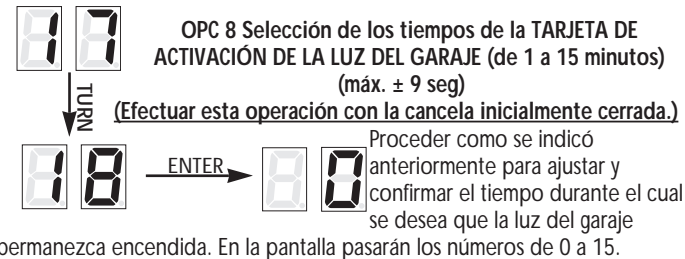 17
OPC 8 Selección de los tiempos de la TARJETA DE
ACTIVACIÓN DE LA LUZ DEL GARAJE (de 1 a 15 minutos)
(máx. ± 9 seg)
(Efectuar esta operación con la cancela inicialmente cerrada.)
TURN
18
ENTER
0
Proceder como se indicó
anteriormente para ajustar y
confirmar el tiempo durante el cual
se desea que la luz del garaje
permanezca encendida. En la pantalla pasarán los números de 0 a 15.